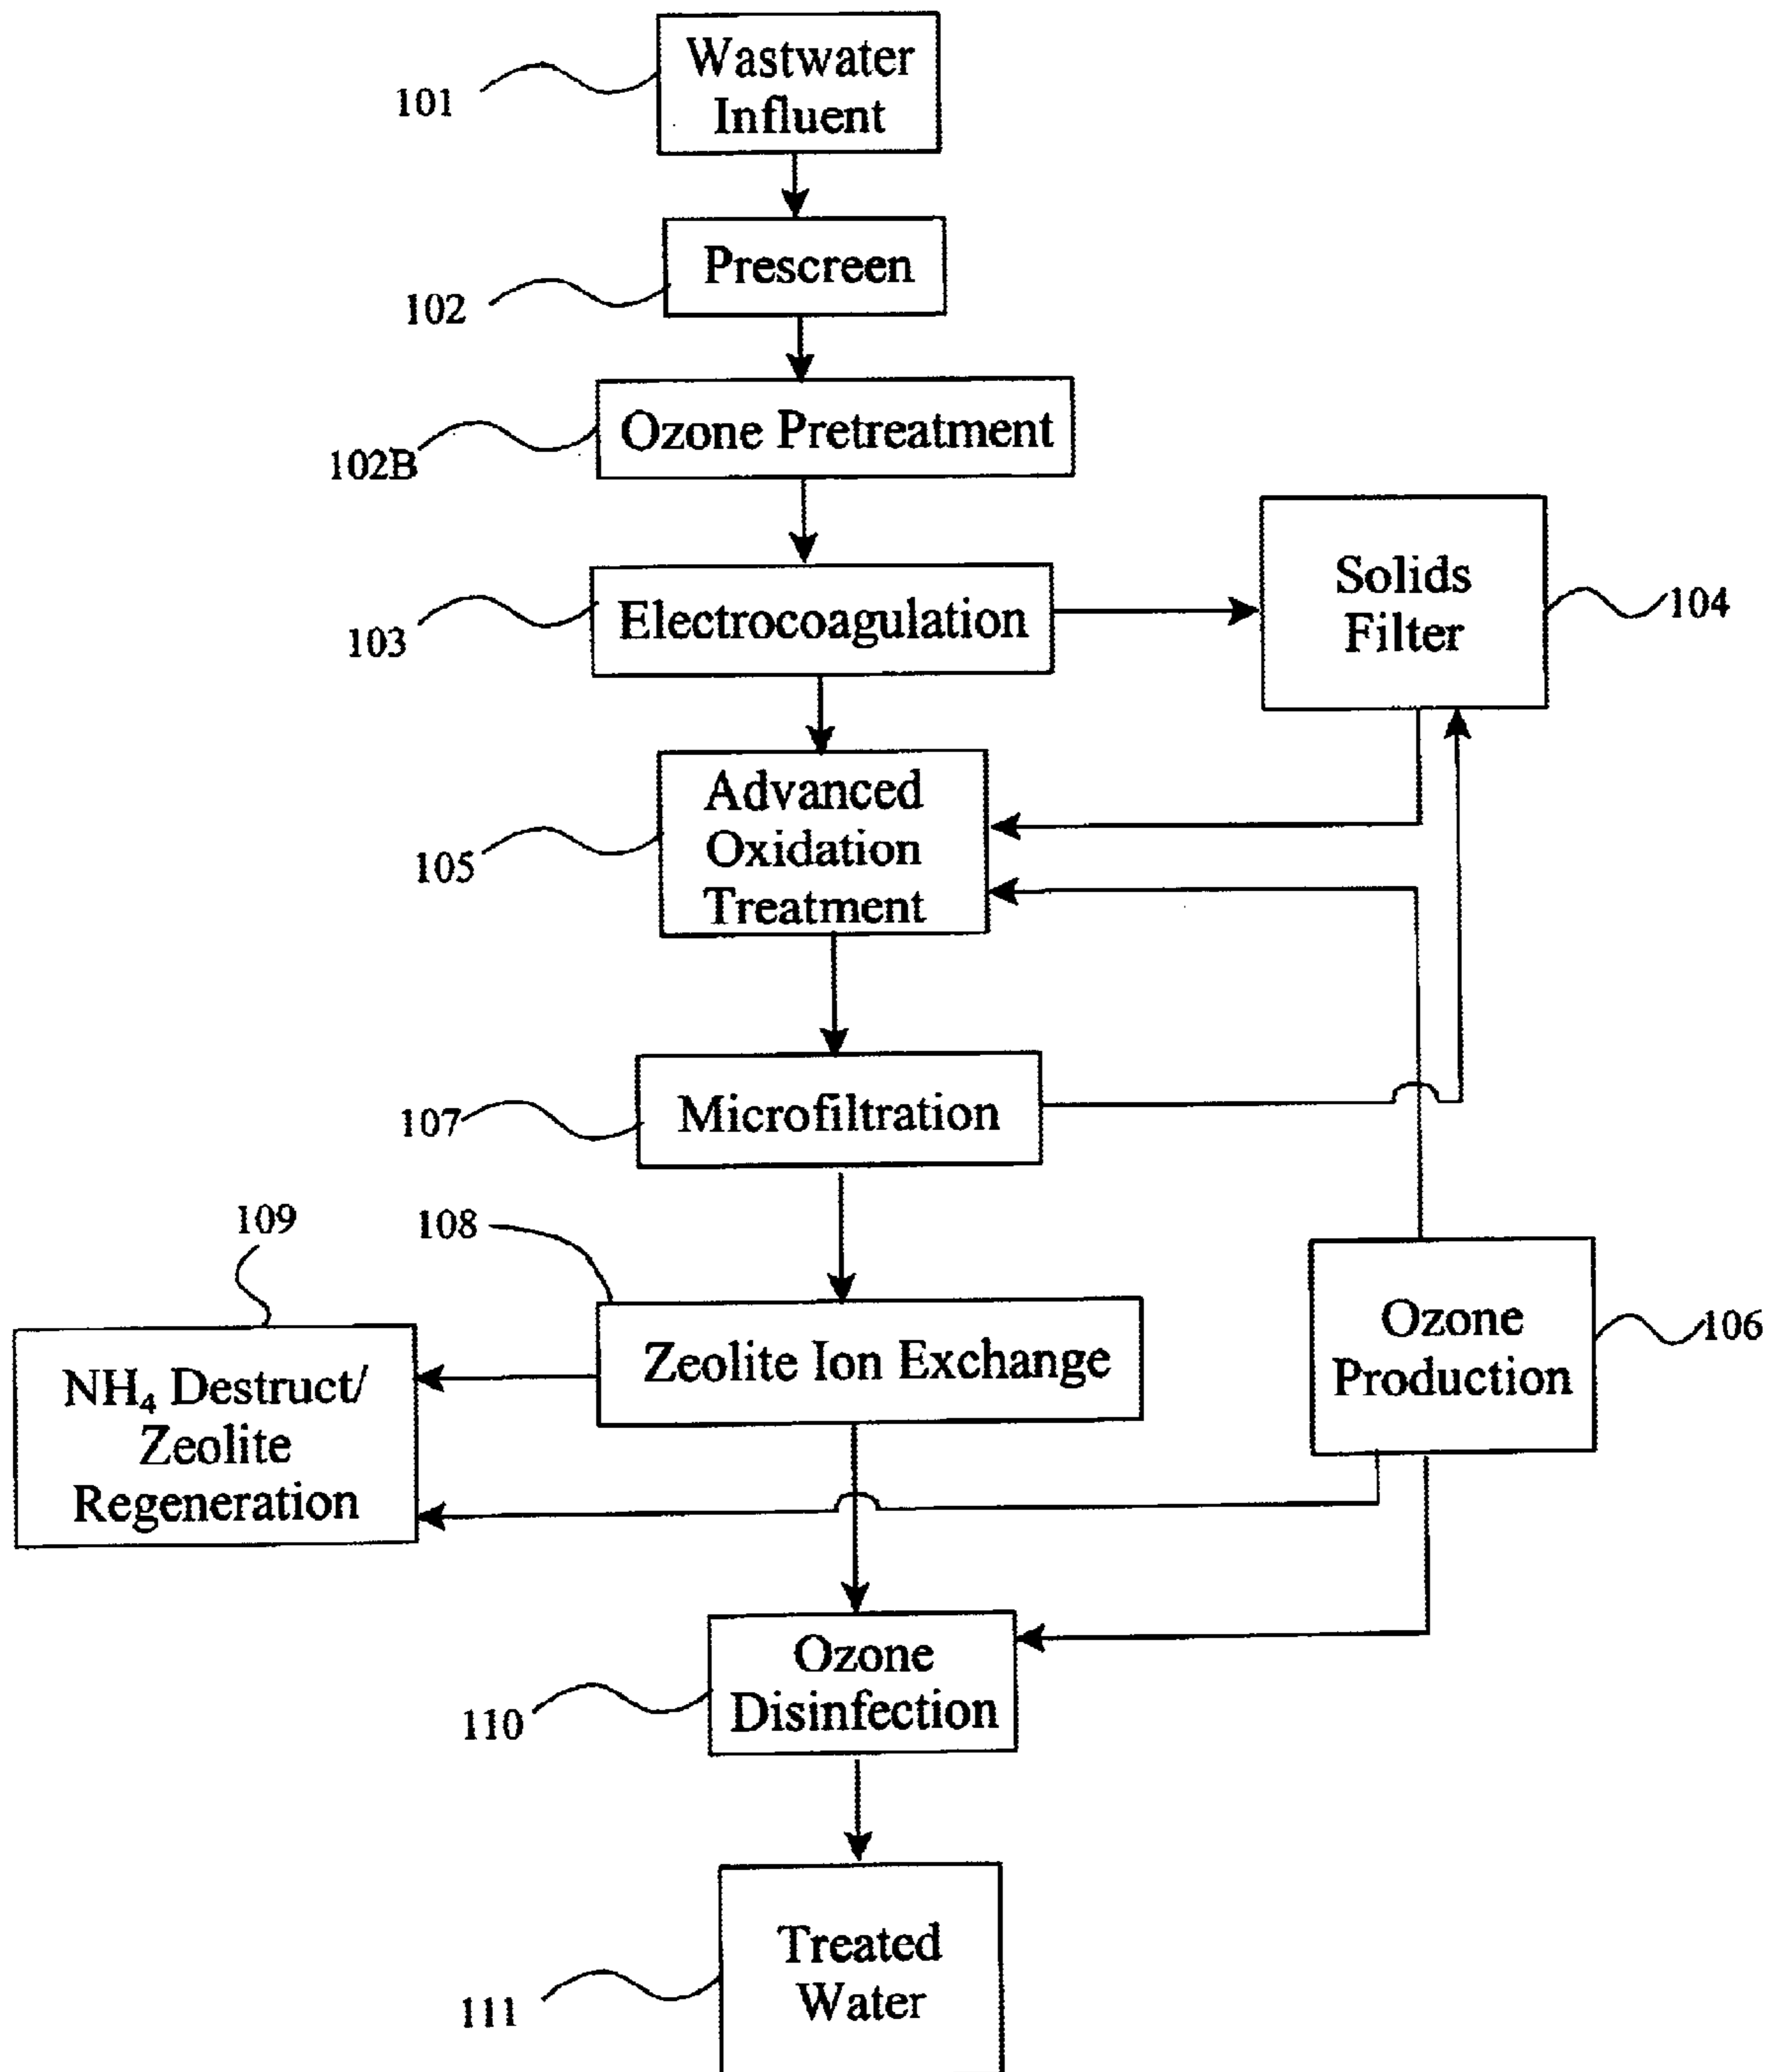 101
Wastwater
Influent
102
Prescreen
102B
Ozone Pretreatment
103
Electrocoagulation
Solids
Filter
104
105
Advanced
Oxidation
Treatment
107
Microfiltration
109
108
NH₄ Destruct/
Zeolite
Regeneration
Zeolite Ion Exchange
Ozone
Production
106
110
Ozone
Disinfection
111
Treated
Water